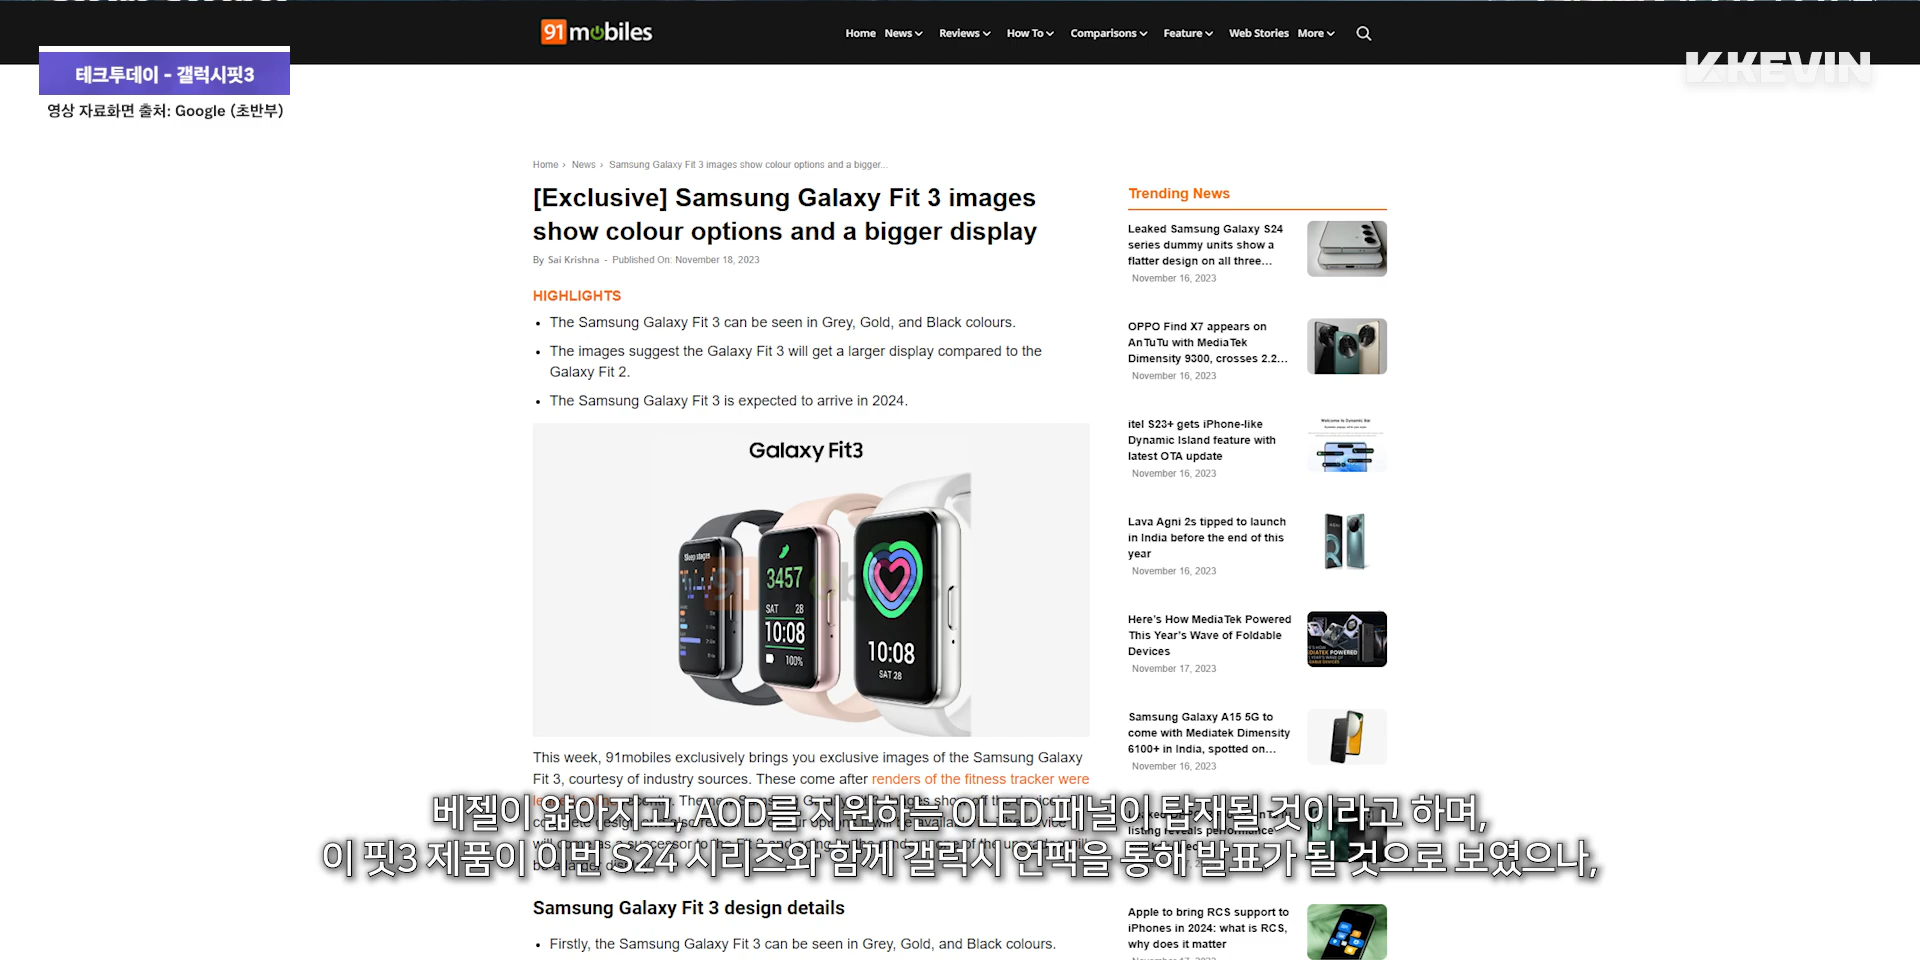 91mobiles
Home News Reviews How To Comparisons Feature Web Stories More
테크투데이 - 갤럭시핏3
영상 자료화면 출처: Google (초반부)
KEVIN
Home › News › Samsung Galaxy Fit 3 images show colour options and a bigger...
[Exclusive] Samsung Galaxy Fit 3 images
show colour options and a bigger display
By Sai Krishna - Published On: November 18, 2023
HIGHLIGHTS
• The Samsung Galaxy Fit 3 can be seen in Grey, Gold, and Black colours.
• The images suggest the Galaxy Fit 3 will get a larger display compared to the
Galaxy Fit 2.
• The Samsung Galaxy Fit 3 is expected to arrive in 2024.
Galaxy Fit3
Sleep stages
3457
SAT 28
10:08
100%
10:08
SAT 28
This week, 91mobiles exclusively brings you exclusive images of the Samsung Galaxy
Fit 3, courtesy of industry sources. These come after renders of the fitness tracker were
베젤이 얇아지고, AOD를 지원하는 OLED 패널이 탑재될 것이라고 하며,
이 핏3 제품이 이번 S24 시리즈와 함께 갤럭시 언팩을 통해 발표가 될 것으로 보였으나,
Samsung Galaxy Fit 3 design details
• Firstly, the Samsung Galaxy Fit 3 can be seen in Grey, Gold, and Black colours.
Trending News
Leaked Samsung Galaxy S24
series dummy units show a
flatter design on all three...
November 16, 2023
OPPO Find X7 appears on
AnTuTu with MediaTek
Dimensity 9300, crosses 2.2...
November 16, 2023
itel S23+ gets iPhone-like
Dynamic Island feature with
latest OTA update
November 16, 2023
Lava Agni 2s tipped to launch
in India before the end of this
year
November 16, 2023
Here's How MediaTek Powered
This Year's Wave of Foldable
Devices
November 17, 2023
Samsung Galaxy A15 5G to
come with Mediatek Dimensity
6100+ in India, spotted on...
November 16, 2023
listing reveals performance
Apple to bring RCS support to
iPhones in 2024: what is RCS,
why does it matter